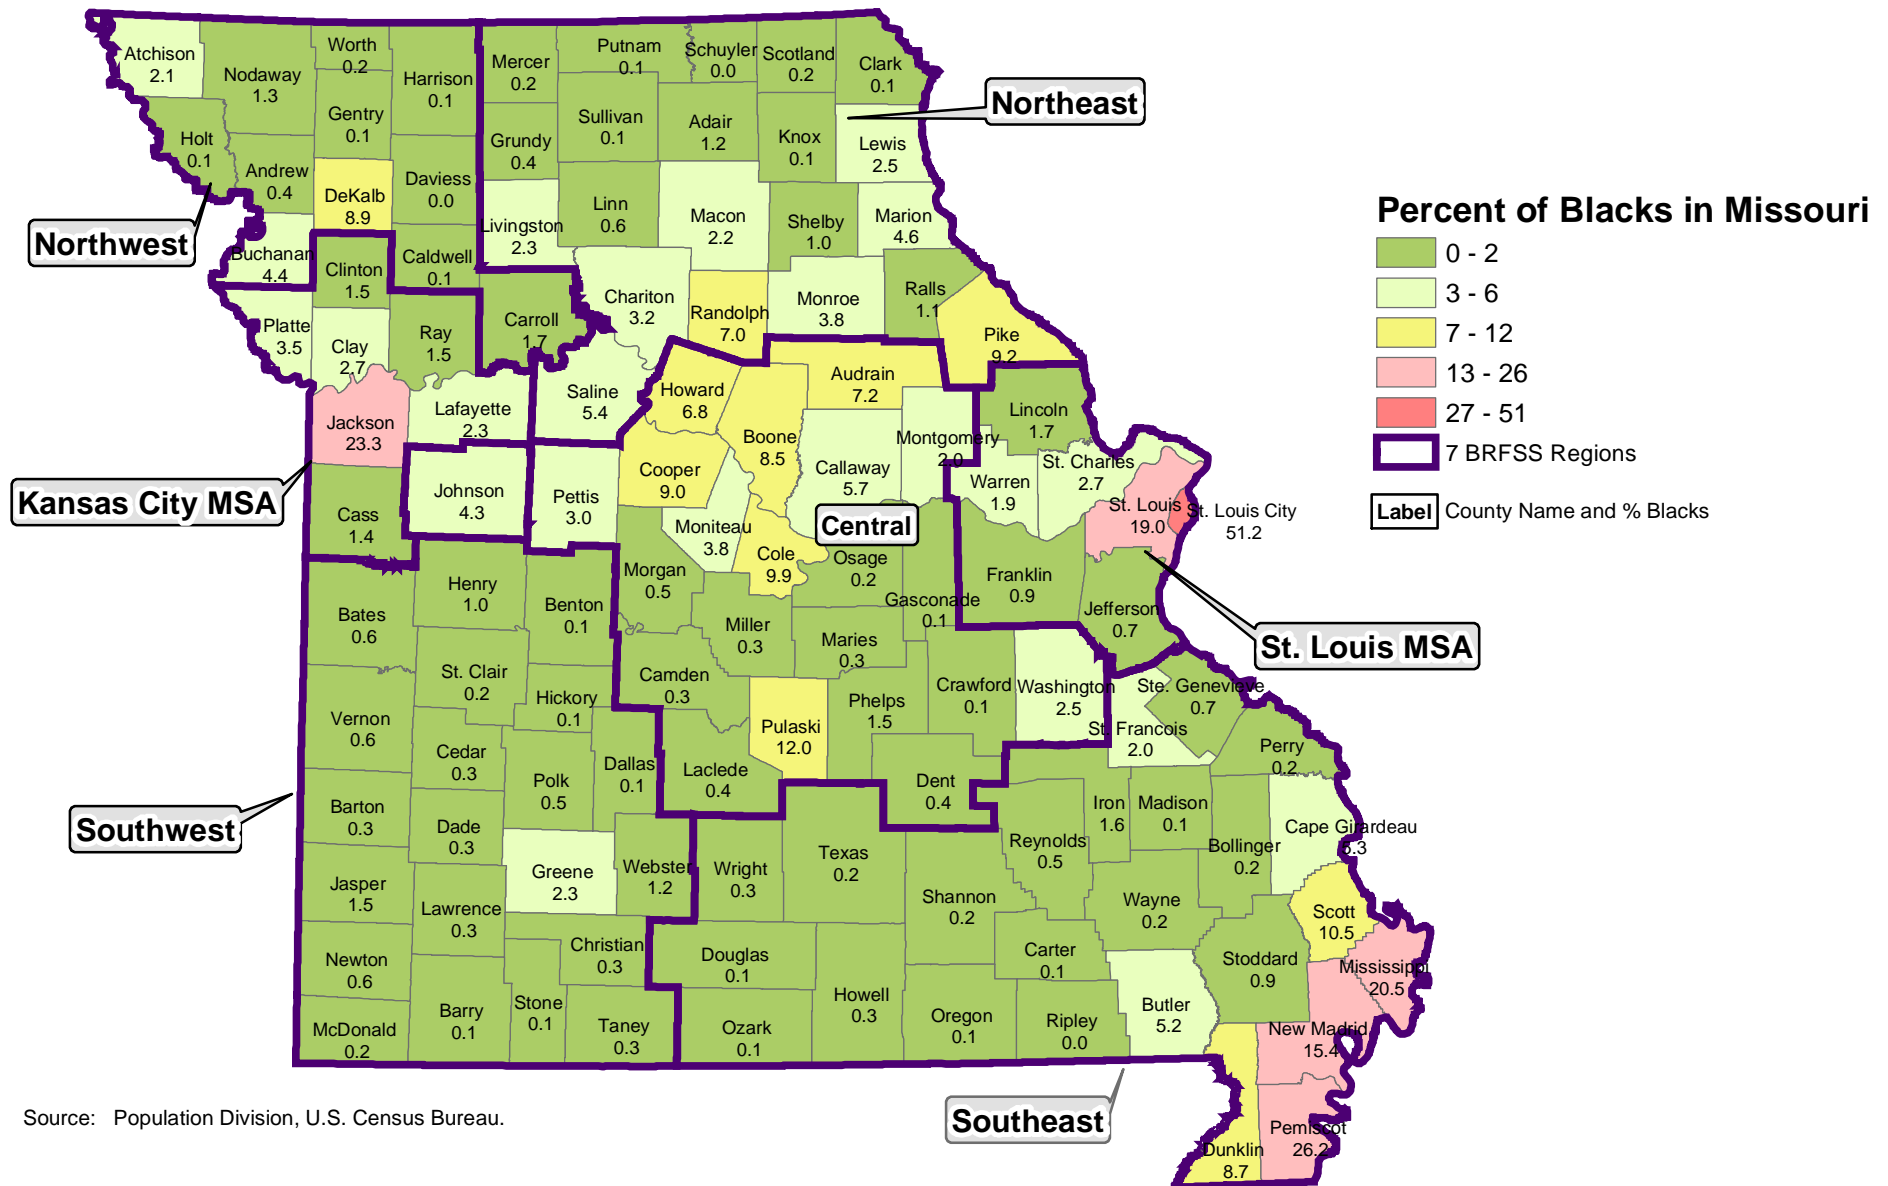 Atchison
2.1
Nodaway
1.3
Worth
0.2
Harrison
0.1
Gentry
0.1
Holt
0.1
Andrew
0.4
DeKalb
8.9
Daviess
0.0
Northwest
Buchanan
4.4
Clinton
1.5
Caldwell
0.1
Mercer
0.2
Putnam
0.1
Schuyler
0.0
Scotland
0.2
Clark
0.1
Northeast
Grundy
0.4
Sullivan
0.1
Adair
1.2
Knox
0.1
Lewis
2.5
Livingston
2.3
Linn
0.6
Macon
2.2
Shelby
1.0
Marion
4.6
Chariton
3.2
Randolph
7.0
Monroe
3.8
Ralls
1.1
Pike
9.2
Percent of Blacks in Missouri
0 - 2
3 - 6
7 - 12
13 - 26
27 - 51
7 BRFSS Regions
Label County Name and % Blacks
Platte
3.5
Clay
2.7
Ray
1.5
Carroll
1.7
Jackson
23.3
Lafayette
2.3
Saline
5.4
Howard
6.8
Audrain
7.2
Boone
8.5
Cooper
9.0
Callaway
5.7
Montgomery
2.0
Lincoln
1.7
Warren
1.9
St. Charles
2.7
St. Louis
19.0
St. Louis City
51.2
Kansas City MSA
Cass
1.4
Johnson
4.3
Pettis
3.0
Moniteau
3.8
Central
Cole
9.9
Osage
0.2
Gasconade
0.1
Franklin
0.9
Jefferson
0.7
St. Louis MSA
Bates
0.6
Henry
1.0
Benton
0.1
Morgan
0.5
Miller
0.3
Maries
0.3
Camden
0.3
Vernon
0.6
St. Clair
0.2
Hickory
0.1
Pulaski
12.0
Phelps
1.5
Crawford
0.1
Washington
2.5
Ste. Genevieve
0.7
St. Francois
2.0
Perry
0.2
Cedar
0.3
Polk
0.5
Dallas
0.1
Laclede
0.4
Dent
0.4
Southwest
Barton
0.3
Dade
0.3
Greene
2.3
Webster
1.2
Wright
0.3
Texas
0.2
Reynolds
0.5
Iron
1.6
Madison
0.1
Bollinger
0.2
Cape Girardeau
5.3
Jasper
1.5
Lawrence
0.3
Shannon
0.2
Wayne
0.2
Scott
10.5
Newton
0.6
Christian
0.3
Douglas
0.1
Carter
0.1
Stoddard
0.9
Mississippi
20.5
McDonald
0.2
Barry
0.1
Stone
0.1
Taney
0.3
Ozark
0.1
Howell
0.3
Oregon
0.1
Ripley
0.0
Butler
5.2
New Madrid
15.4
Southeast
Dunklin
8.7
Pemiscot
26.2
Source: Population Division, U.S. Census Bureau.